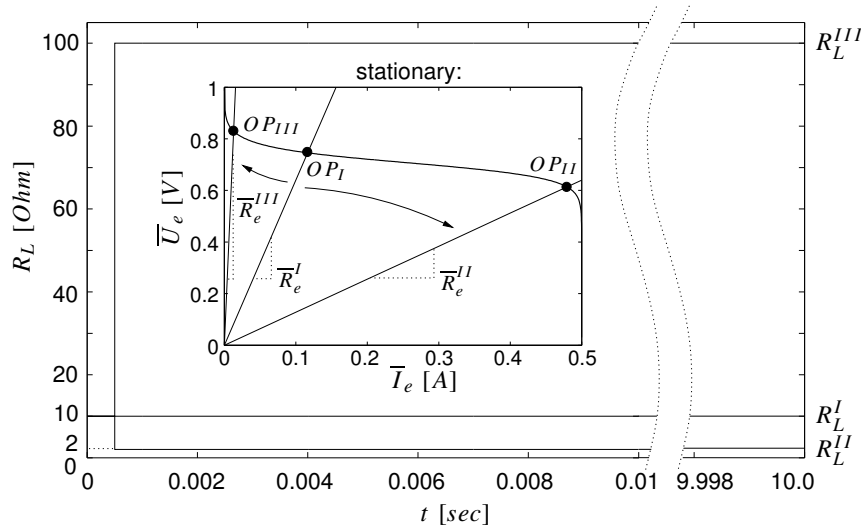 stationary:
100
80
60
40
20
10
2
0
R_L [Ohm]
0
0.002
0.004
0.006
0.008
0.01
9.998
10.0
t [sec]
R_L^{III}
R_L^I
R_L^{II}
1
0.8
0.6
0.4
0.2
0
\overline{U}_e [V]
0
0.1
0.2
0.3
0.4
0.5
\overline{I}_e [A]
OP_{III}
OP_I
OP_{II}
\overline{R}_e^{III}
\overline{R}_e^I
\overline{R}_e^{II}